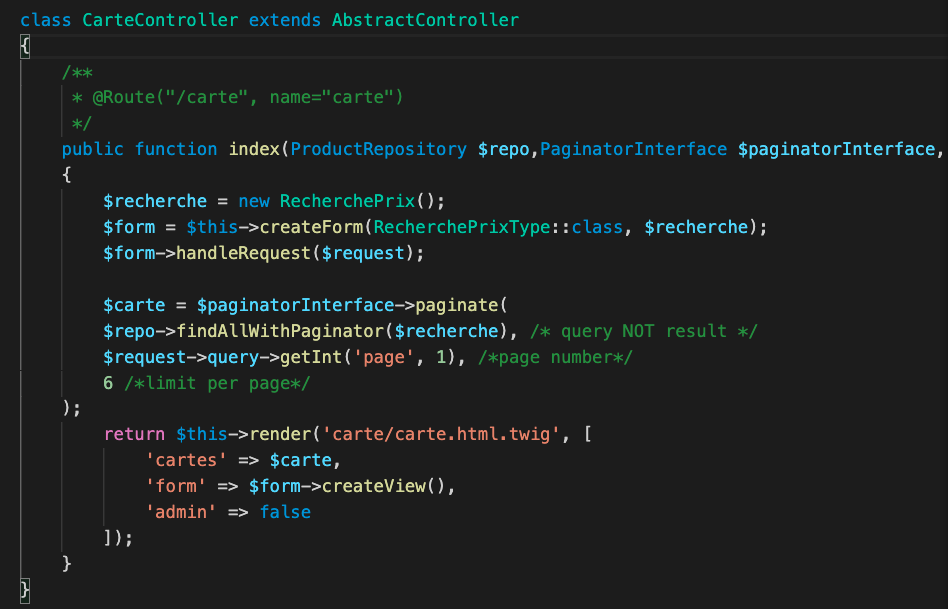 class CarteController extends AbstractController
{
    /**
     * @Route("/carte", name="carte")
     */
    public function index(ProductRepository $repo,PaginatorInterface $paginatorInterface,
    {
        $recherche = new RecherchePrix();
        $form = $this->createForm(RecherchePrixType::class, $recherche);
        $form->handleRequest($request);

        $carte = $paginatorInterface->paginate(
        $repo->findAllWithPaginator($recherche), /* query NOT result */
        $request->query->getInt('page', 1), /*page number*/
        6 /*limit per page*/
    );
        return $this->render('carte/carte.html.twig', [
            'cartes' => $carte,
            'form' => $form->createView(),
            'admin' => false
        ]);
    }
}